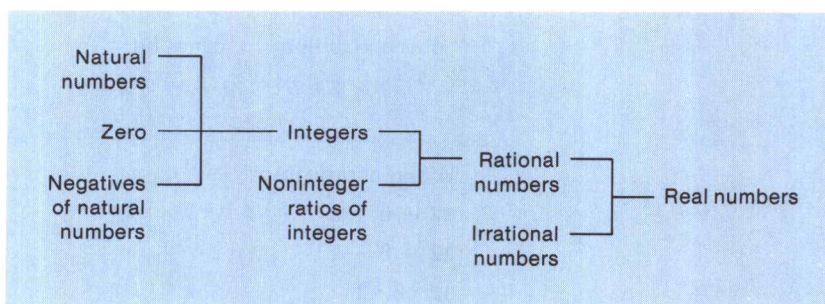 Natural
numbers
Zero
Negatives
of natural
numbers
Integers
Noninteger
ratios of
integers
Rational
numbers
Irrational
numbers
Real numbers